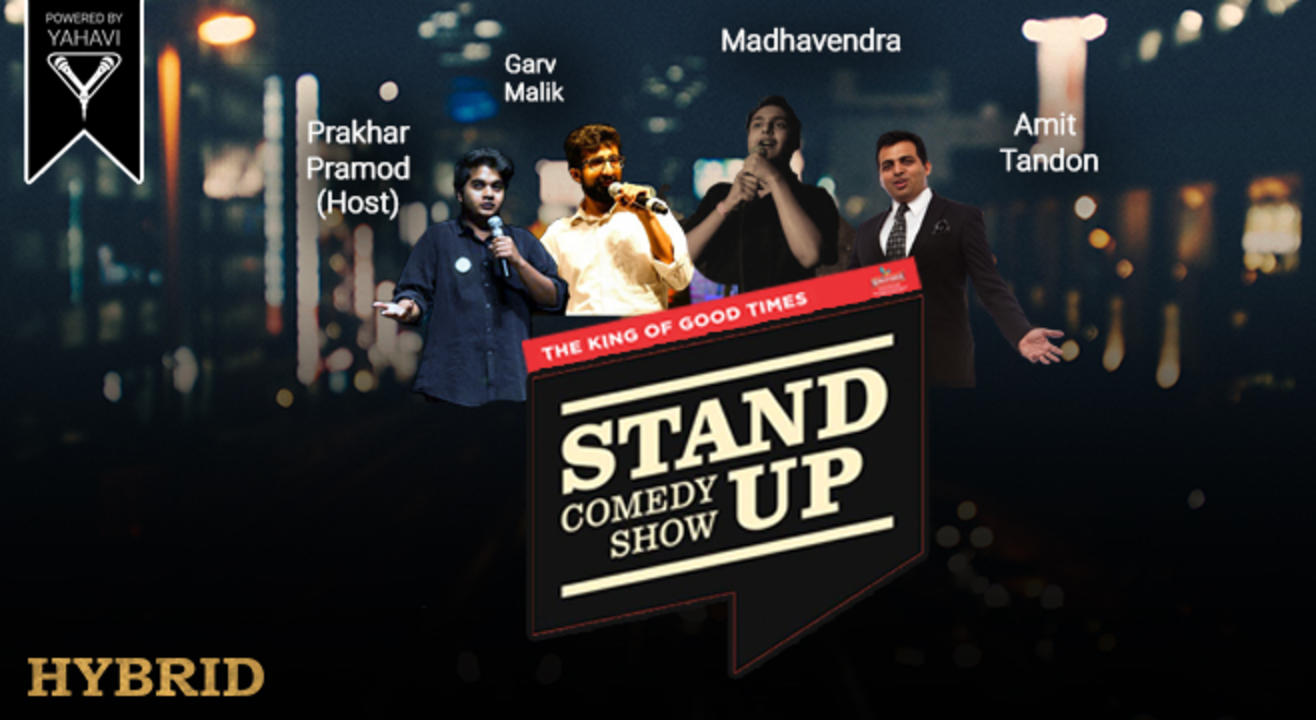 POWERED BY
YAHAVI
Prakhar
Pramod
(Host)
Garv
Malik
Madhavendra
Amit
Tandon
THE KING OF GOOD TIMES
STAND
COMEDY
SHOW
UP
HYBRID